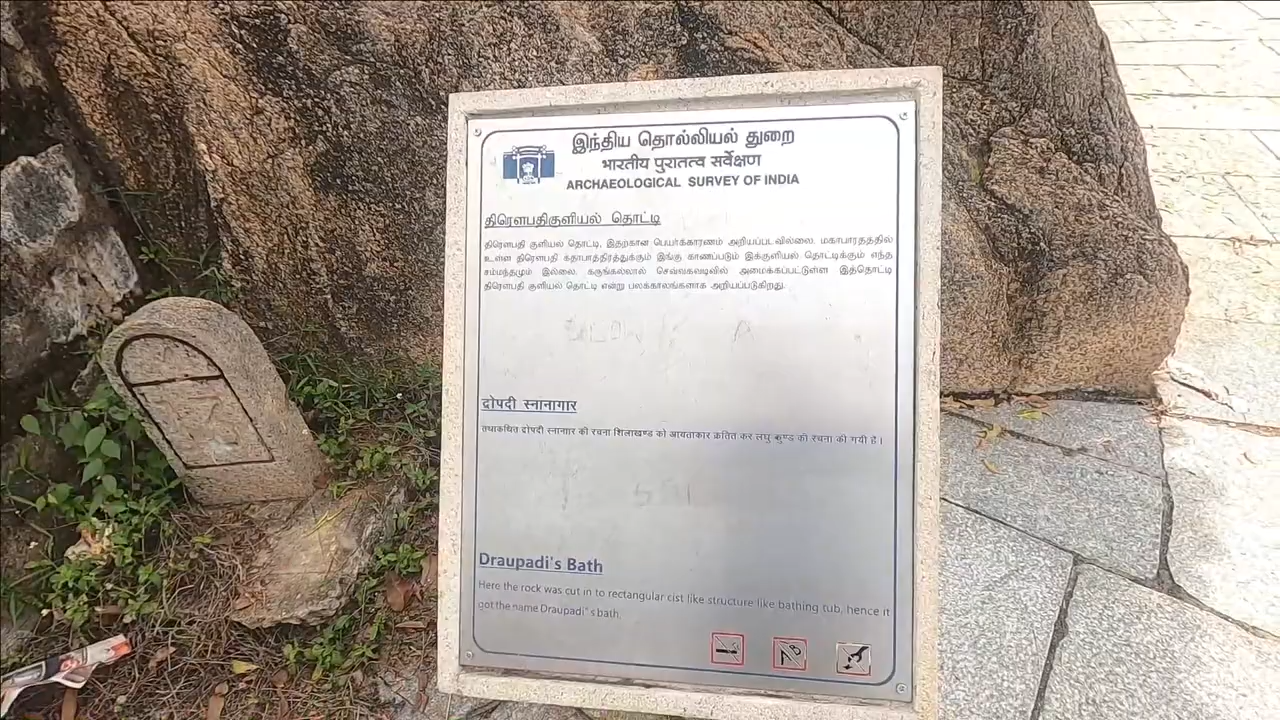 இந்திய தொல்லியல் துறை
भारतीय पुरातत्व सर्वेक्षण
ARCHAEOLOGICAL SURVEY OF INDIA
திரௌபதிகுளியல் தொட்டி
திரௌபதி குளியல் தொட்டி, இதற்கான பெயர்க்காரணம் அறியப்படவில்லை. மகாபாரதத்தில்
உள்ள திரௌபதி கதாபாத்திரத்துக்கும் இங்கு காணப்படும் இக்குளியல் தொட்டிக்கும் எந்த
சம்மந்தமும் இல்லை. கருங்கல்லால் செவ்வகவடிவில் அமைக்கப்பட்டுள்ள இத்தொட்டி
திரௌபதி குளியல் தொட்டி என்று பலக்காலங்களாக அறியப்படுகிறது.
द्रोपदी स्नानागार
तथाकथित द्रोपदी स्नानागार की रचना शिलाखण्ड को आयताकार क्रतित कर लघु कुण्ड की रचना की गयी है।
Draupadi's Bath
Here the rock was cut in to rectangular cist like structure like bathing tub, hence it
got the name Draupadi's bath.